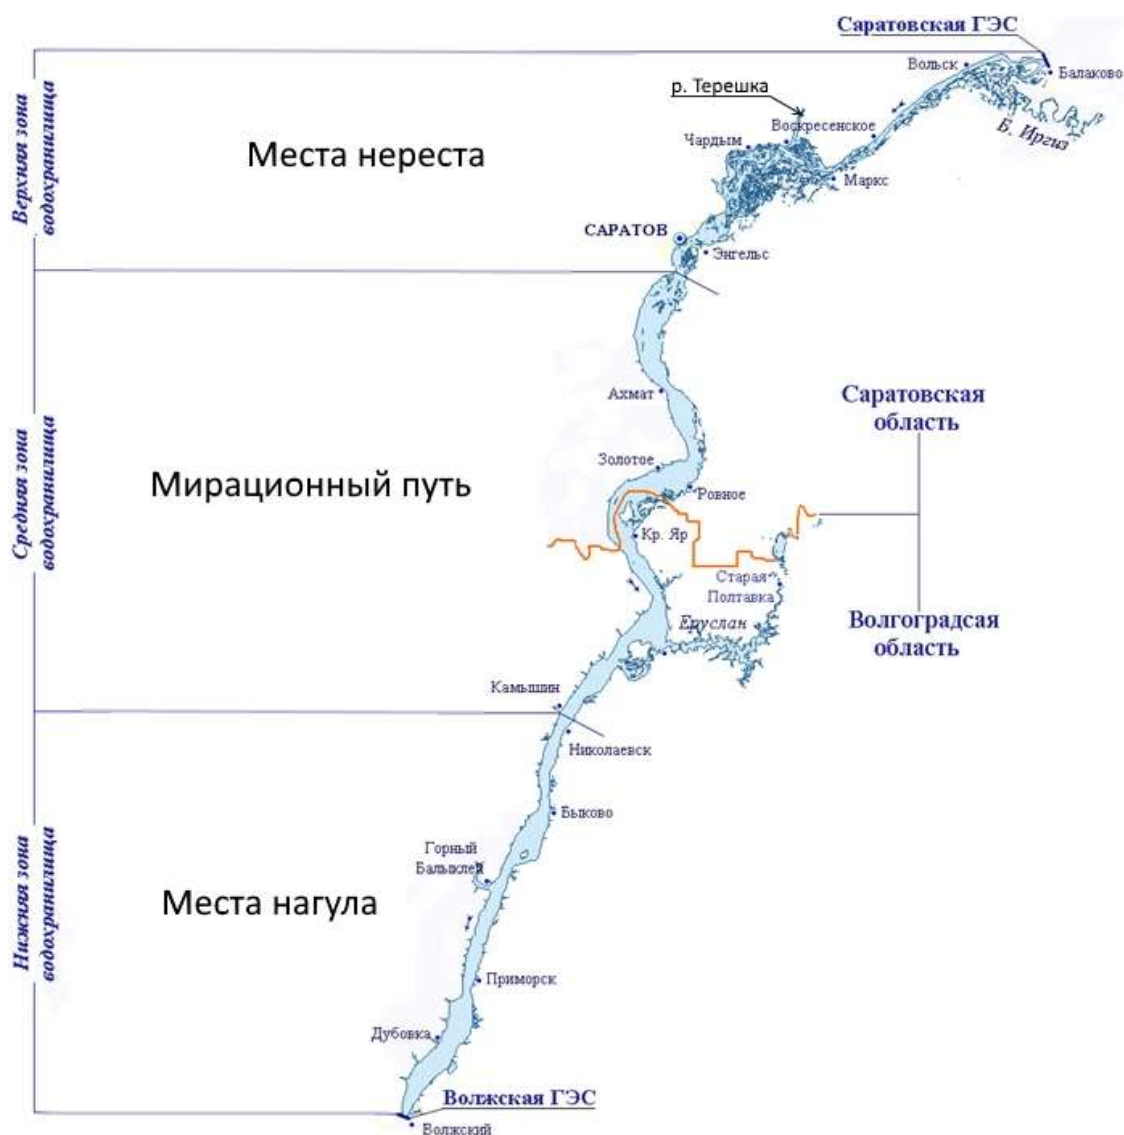 Саратовская ГЭС
Вольск
Балаково
р. Терешка
Б. Иргиз
Воскресенское
Чардым
Маркс
Верхняя зона
водохранилища
Места нереста
САРАТОВ
Энгельс
Ахмат
Саратовская
область
Золотое
Ровное
Средняя зона
водохранилища
Мирационный путь
Кр. Яр
Старая
Полтавка
Еруслан
Волгоградсая
область
Камышин
Николаевск
Быково
Горный
Балыклей
Нижняя зона
водохранилища
Места нагула
Приморск
Дубовка
Волжская ГЭС
Волжский